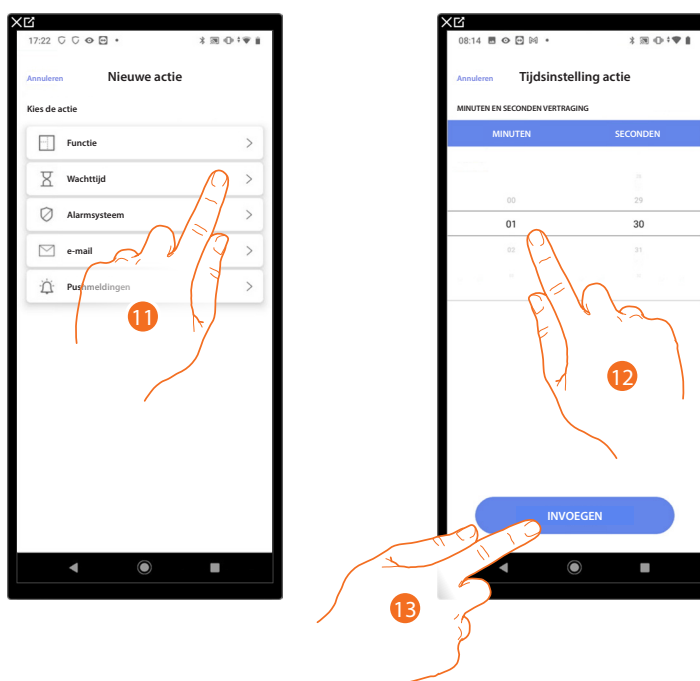 17:22
Annuleren
Nieuwe actie
Kies de actie
Functie
Wachttijd
Alarmsysteem
e-mail
Pushmeldingen
11
08:14
Annuleren
Tijdsinstelling actie
MINUTEN EN SECONDEN VERTRAGING
MINUTEN SECONDEN
00 29
01 30
02 31
12
INVOEGEN
13